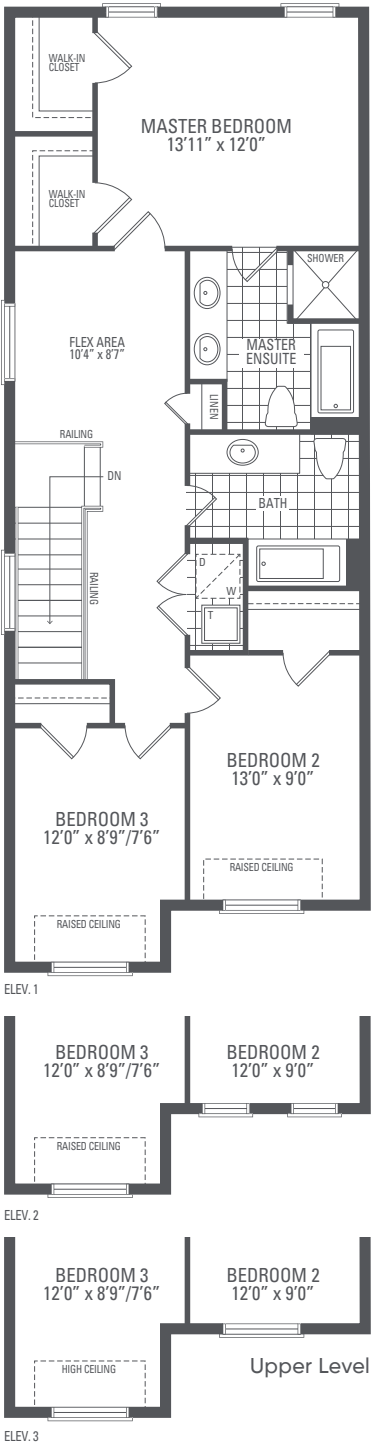 WALK-IN
CLOSET
MASTER BEDROOM
13'11" x 12'0"
WALK-IN
CLOSET
SHOWER
FLEX AREA
10'4" x 8'7"
MASTER
ENSUITE
LINEN
RAILING
DN
BATH
RAILING
D
W
T
BEDROOM 2
13'0" x 9'0"
BEDROOM 3
12'0" x 8'9"/7'6"
RAISED CEILING
RAISED CEILING
ELEV. 1
BEDROOM 3
12'0" x 8'9"/7'6"
BEDROOM 2
12'0" x 9'0"
RAISED CEILING
ELEV. 2
BEDROOM 3
12'0" x 8'9"/7'6"
BEDROOM 2
12'0" x 9'0"
HIGH CEILING
Upper Level
ELEV. 3